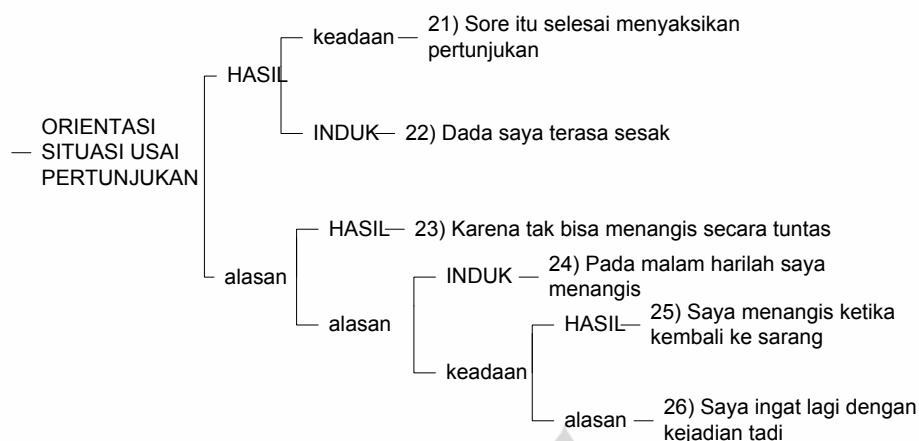 21) Sore itu selesai menyaksikan
pertunjukan
keadaan
HASIL
ORIENTASI
SITUASI USAI
PERTUNJUKAN
INDUK
22) Dada saya terasa sesak
HASIL
23) Karena tak bisa menangis secara tuntas
alasan
INDUK
24) Pada malam harilah saya
menangis
alasan
HASIL
25) Saya menangis ketika
kembali ke sarang
keadaan
alasan
26) Saya ingat lagi dengan
kejadian tadi